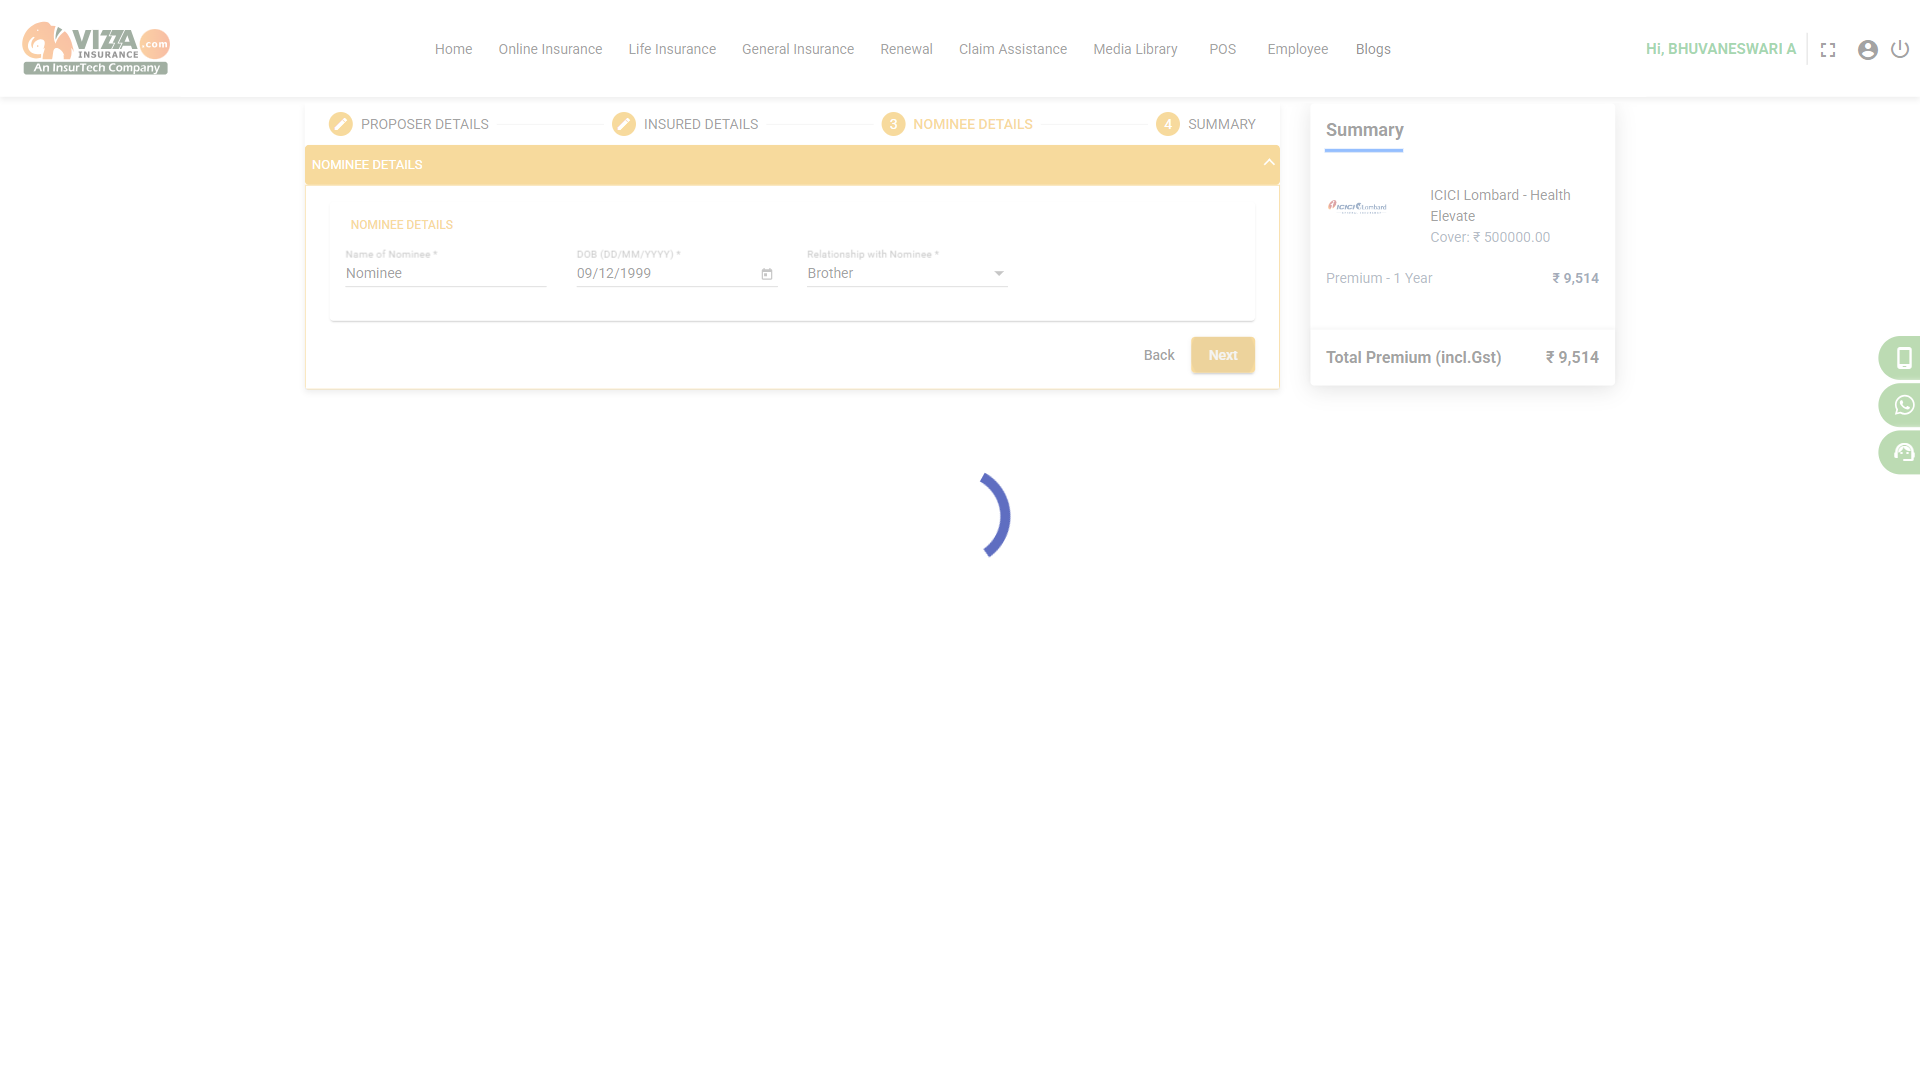 VIZZA
.com
INSURANCE
An InsurTech Company
Home
Online Insurance
Life Insurance
General Insurance
Renewal
Claim Assistance
Media Library
POS
Employee
Blogs
Hi, BHUVANESWARI A
PROPOSER DETAILS
INSURED DETAILS
3 NOMINEE DETAILS
4 SUMMARY
NOMINEE DETAILS
NOMINEE DETAILS
Name of Nominee *
Nominee
DOB (DD/MM/YYYY) *
09/12/1999
Relationship with Nominee *
Brother
Back
Next
Summary
ICICI Lombard
ICICI Lombard - Health
Elevate
Cover: ₹ 500000.00
Premium - 1 Year ₹ 9,514
Total Premium (incl.Gst) ₹ 9,514